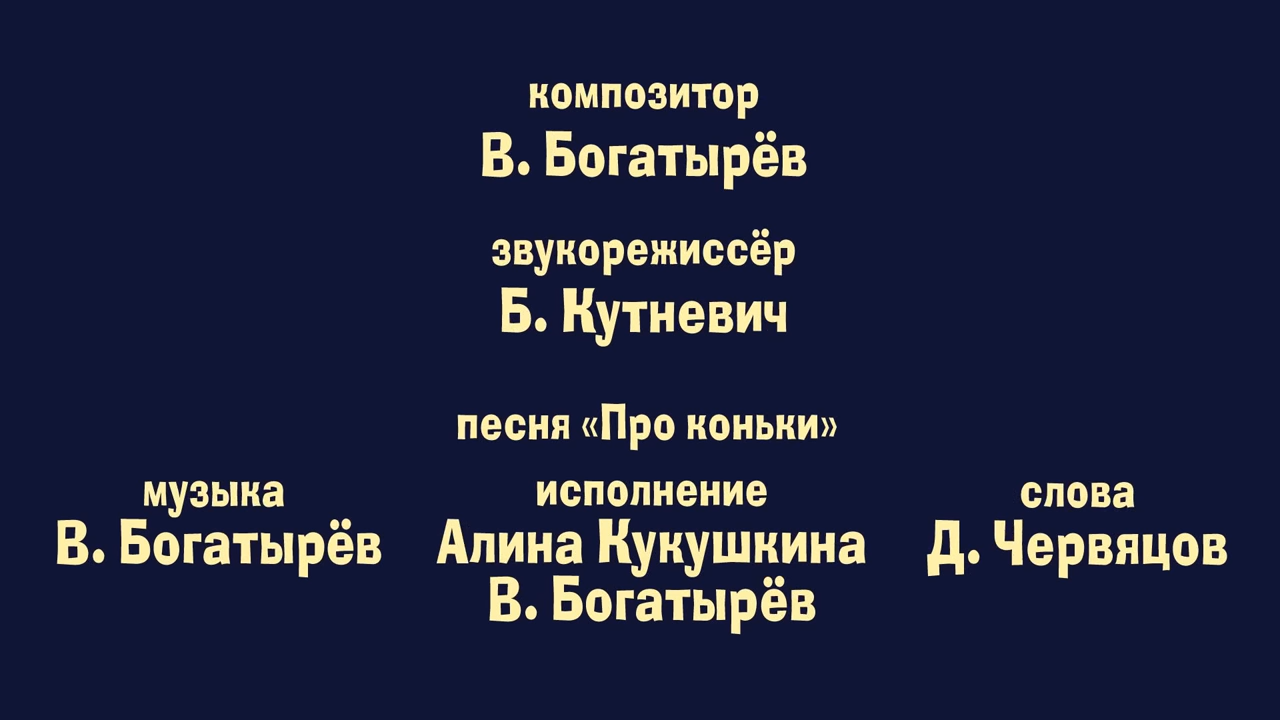 композитор
В. Богатырёв
звукорежиссёр
Б. Кутневич
песня «Про коньки»
музыка
В. Богатырёв
исполнение
Алина Кукушкина
В. Богатырёв
слова
Д. Червяцов